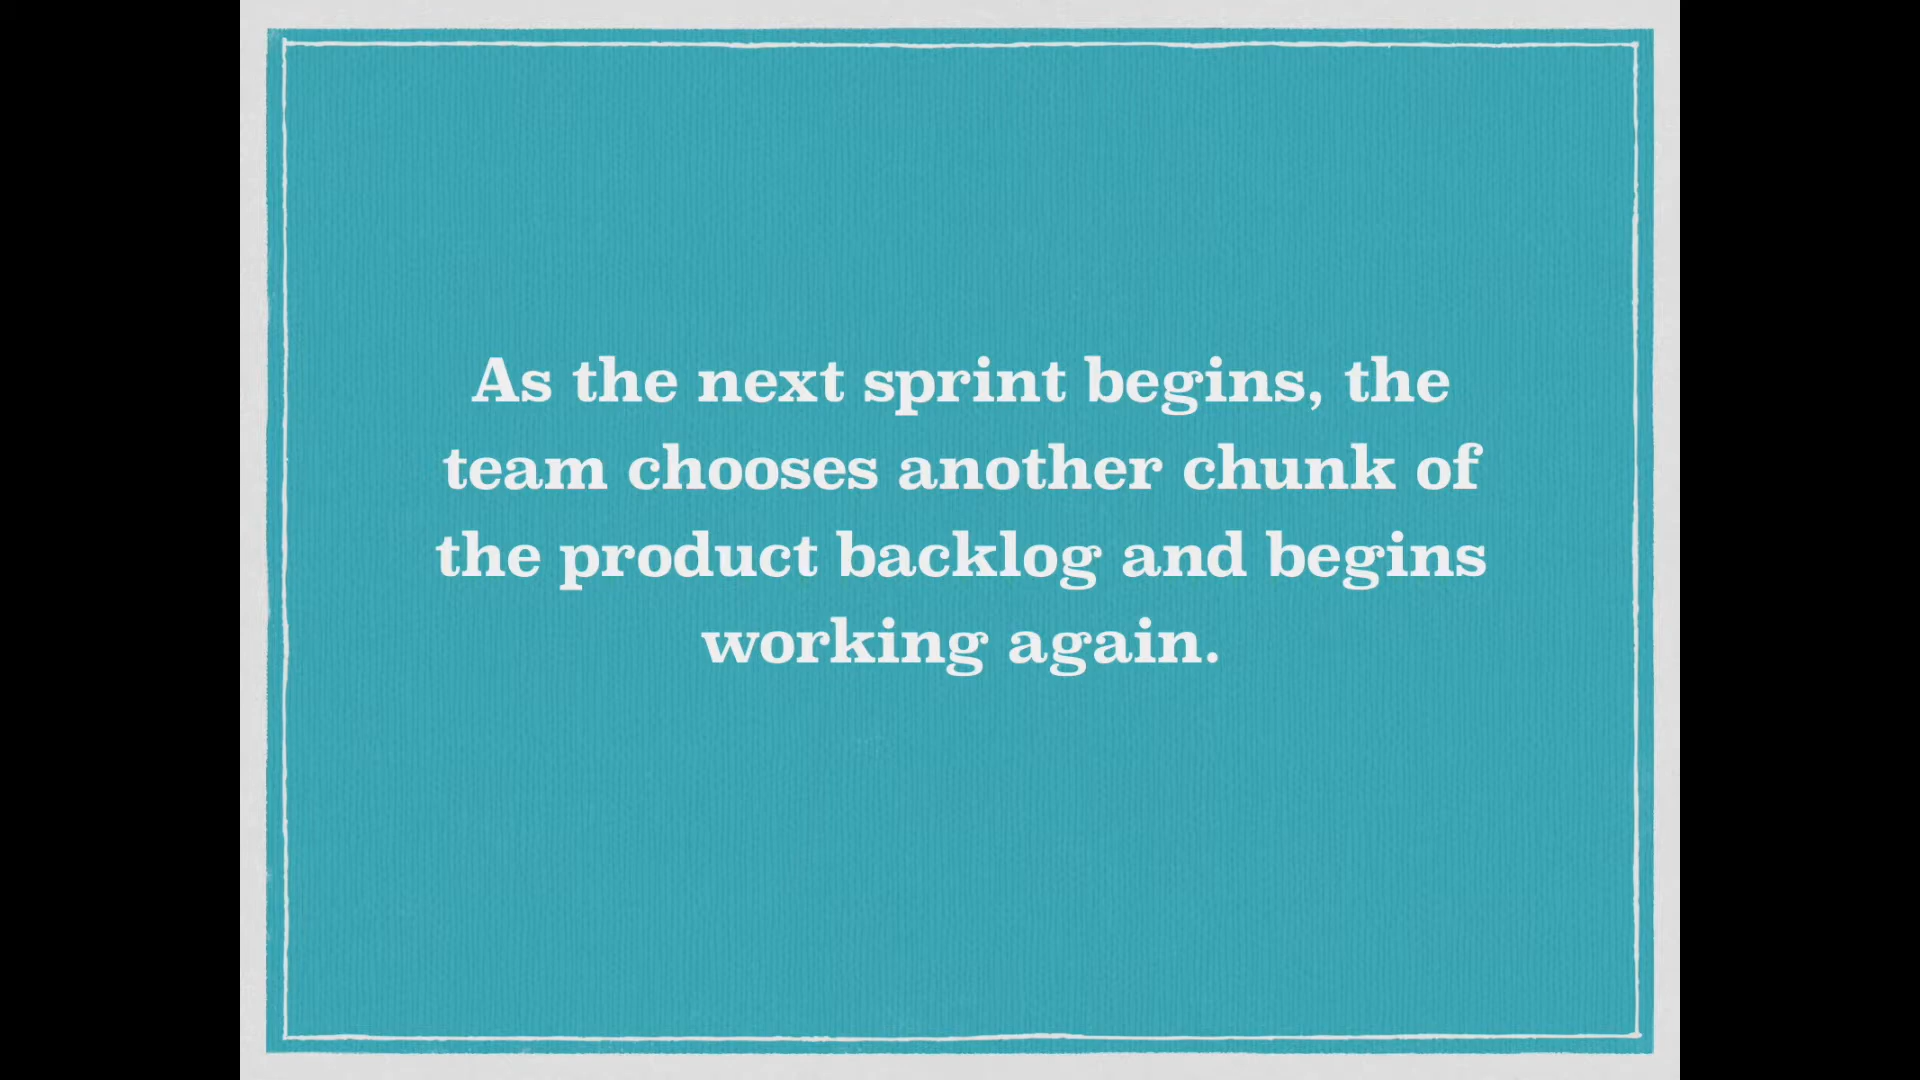 As the next sprint begins, the
team chooses another chunk of
the product backlog and begins
working again.